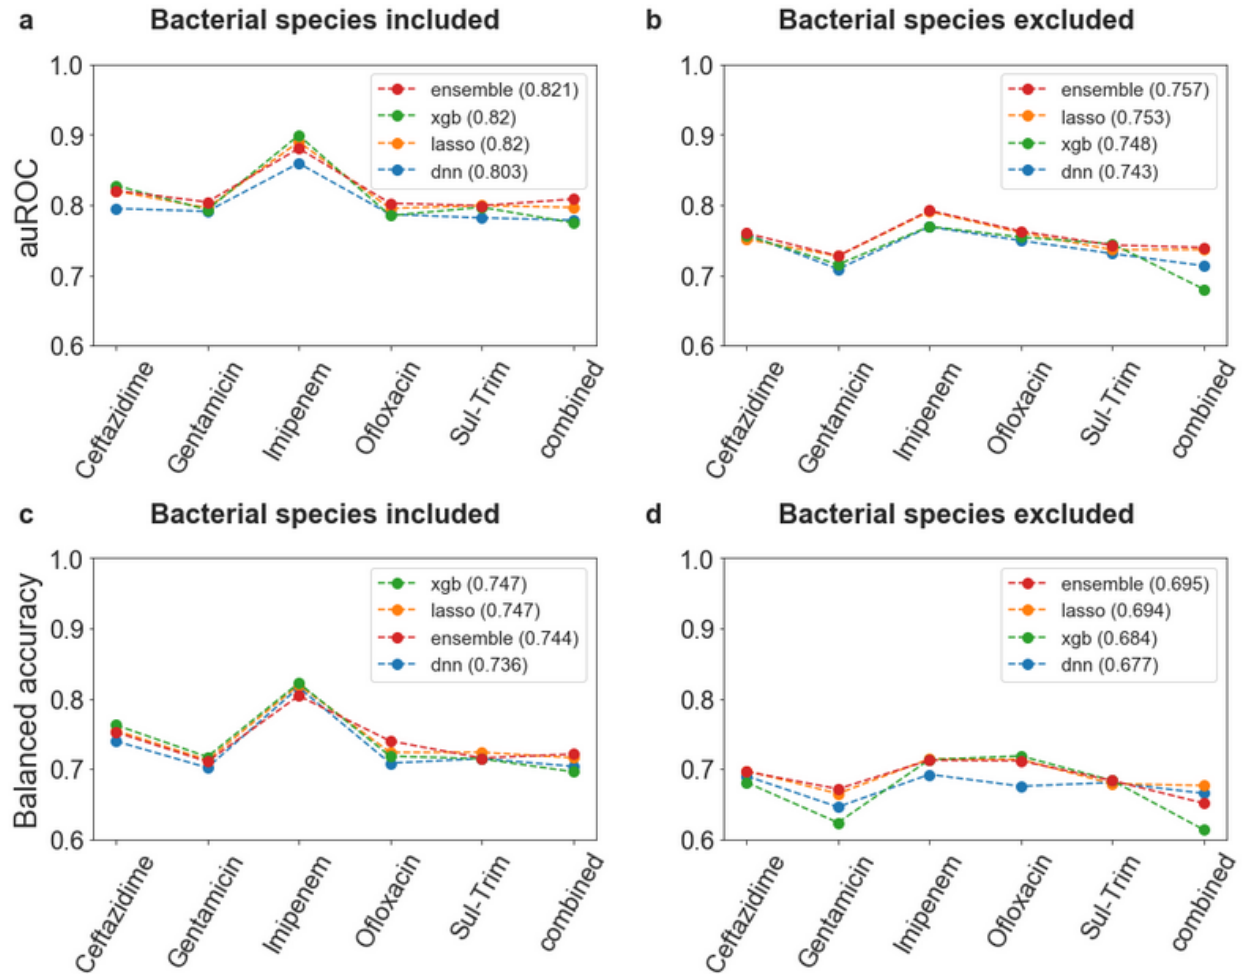 a Bacterial species included
auROC
1.0
0.9
0.8
0.7
0.6
ensemble (0.821)
xgb (0.82)
lasso (0.82)
dnn (0.803)
Ceftazidime
Gentamicin
Imipenem
Ofloxacin
Sul-Trim
combined
b Bacterial species excluded
1.0
0.9
0.8
0.7
0.6
ensemble (0.757)
lasso (0.753)
xgb (0.748)
dnn (0.743)
Ceftazidime
Gentamicin
Imipenem
Ofloxacin
Sul-Trim
combined
c Bacterial species included
Balanced accuracy
1.0
0.9
0.8
0.7
0.6
xgb (0.747)
lasso (0.747)
ensemble (0.744)
dnn (0.736)
Ceftazidime
Gentamicin
Imipenem
Ofloxacin
Sul-Trim
combined
d Bacterial species excluded
1.0
0.9
0.8
0.7
0.6
ensemble (0.695)
lasso (0.694)
xgb (0.684)
dnn (0.677)
Ceftazidime
Gentamicin
Imipenem
Ofloxacin
Sul-Trim
combined